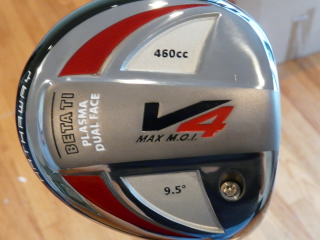 460cc
BETA TI
PLASMA
DUAL FACE
V4
MAX M.O.I.
9.5°